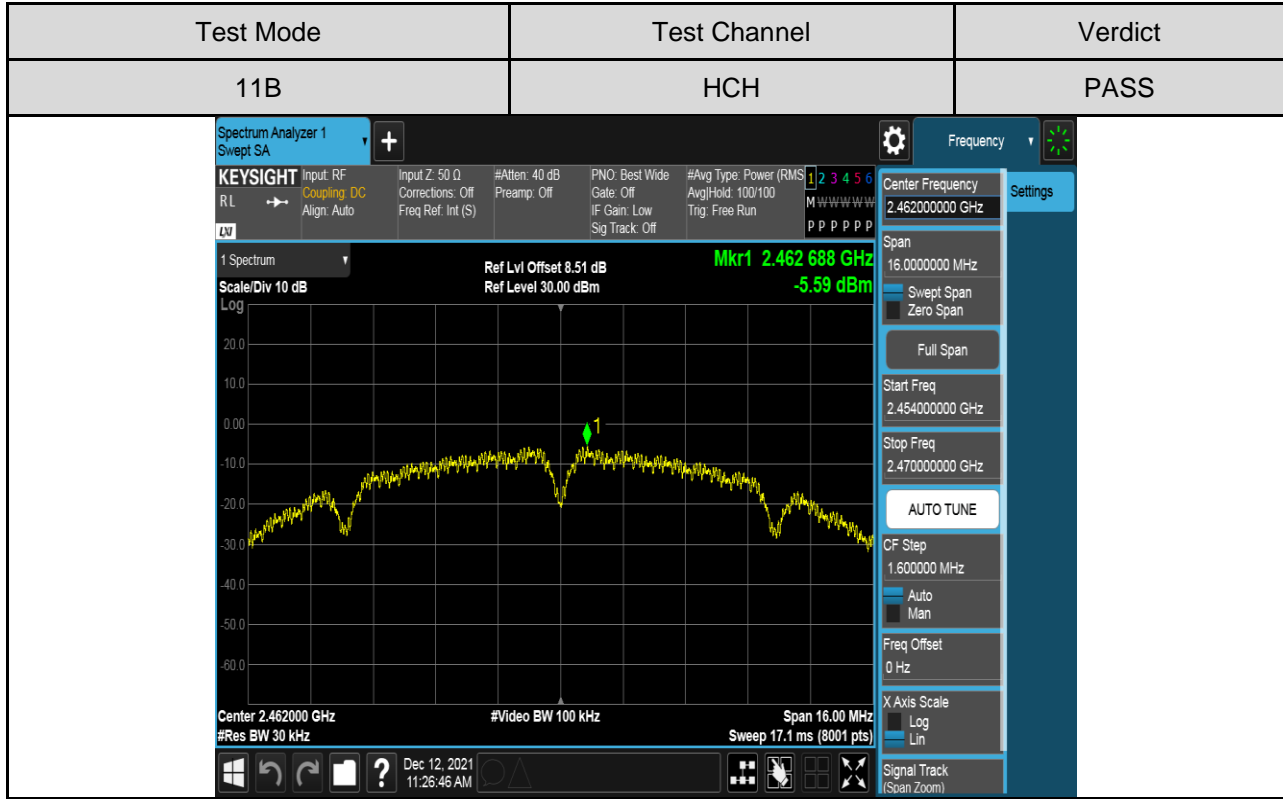 Test Mode Test Channel Verdict
11B HCH PASS
Spectrum Analyzer 1
Swept SA
+
Frequency
KEYSIGHT
RL
LXI
Input: RF
Coupling: DC
Align: Auto
Input Z: 50 Ω
Corrections: Off
Freq Ref: Int (S)
#Atten: 40 dB
Preamp: Off
PNO: Best Wide
Gate: Off
IF Gain: Low
Sig Track: Off
#Avg Type: Power (RMS
Avg|Hold: 100/100
Trig: Free Run
1 2 3 4 5 6
M W W W W W
P P P P P P
1 Spectrum
Scale/Div 10 dB
Log
Ref Lvl Offset 8.51 dB
Ref Level 30.00 dBm
Mkr1 2.462 688 GHz
-5.59 dBm
20.0
10.0
0.00
-10.0
-20.0
-30.0
-40.0
-50.0
-60.0
1
Center 2.462000 GHz
#Res BW 30 kHz
#Video BW 100 kHz
Span 16.00 MHz
Sweep 17.1 ms (8001 pts)
Center Frequency
2.462000000 GHz
Settings
Span
16.0000000 MHz
Swept Span
Zero Span
Full Span
Start Freq
2.454000000 GHz
Stop Freq
2.470000000 GHz
AUTO TUNE
CF Step
1.600000 MHz
Auto
Man
Freq Offset
0 Hz
X Axis Scale
Log
Lin
Signal Track
(Span Zoom)
?
Dec 12, 2021
11:26:46 AM